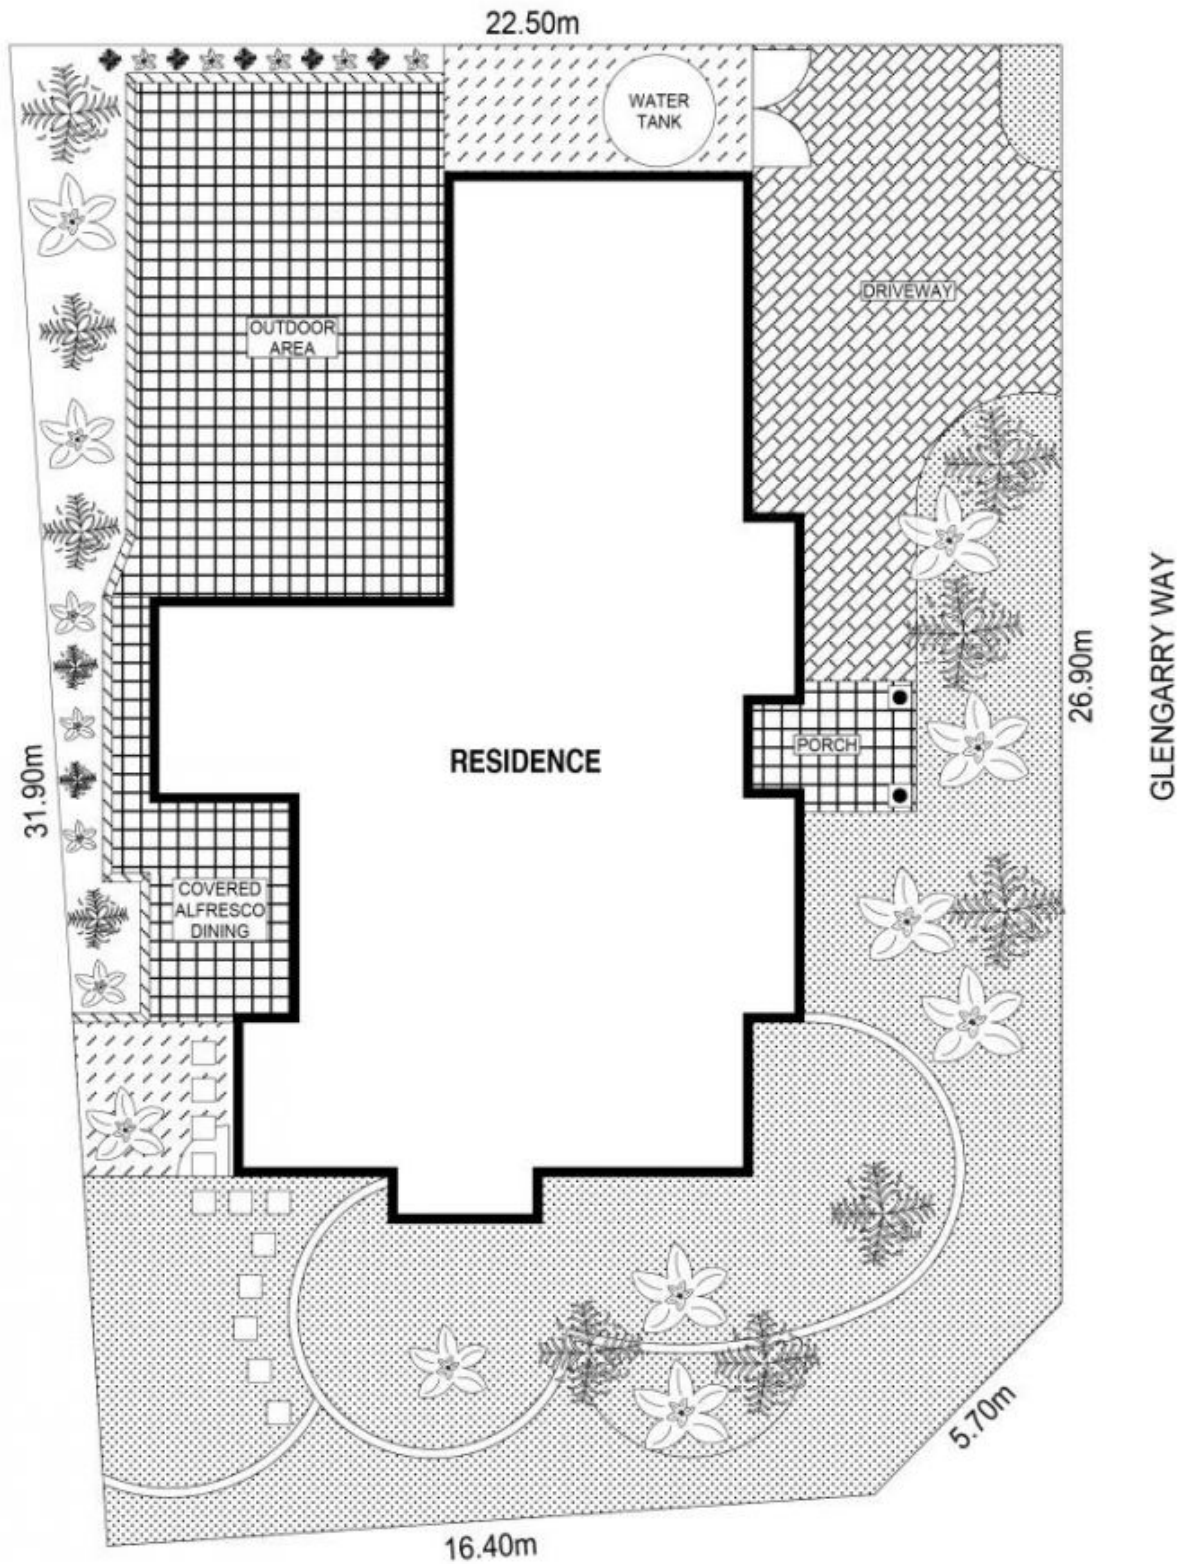 22.50m
WATER
TANK
DRIVEWAY
OUTDOOR
AREA
GLENGARRY WAY
26.90m
PORCH
RESIDENCE
31.90m
COVERED
ALFRESCO
DINING
5.70m
16.40m